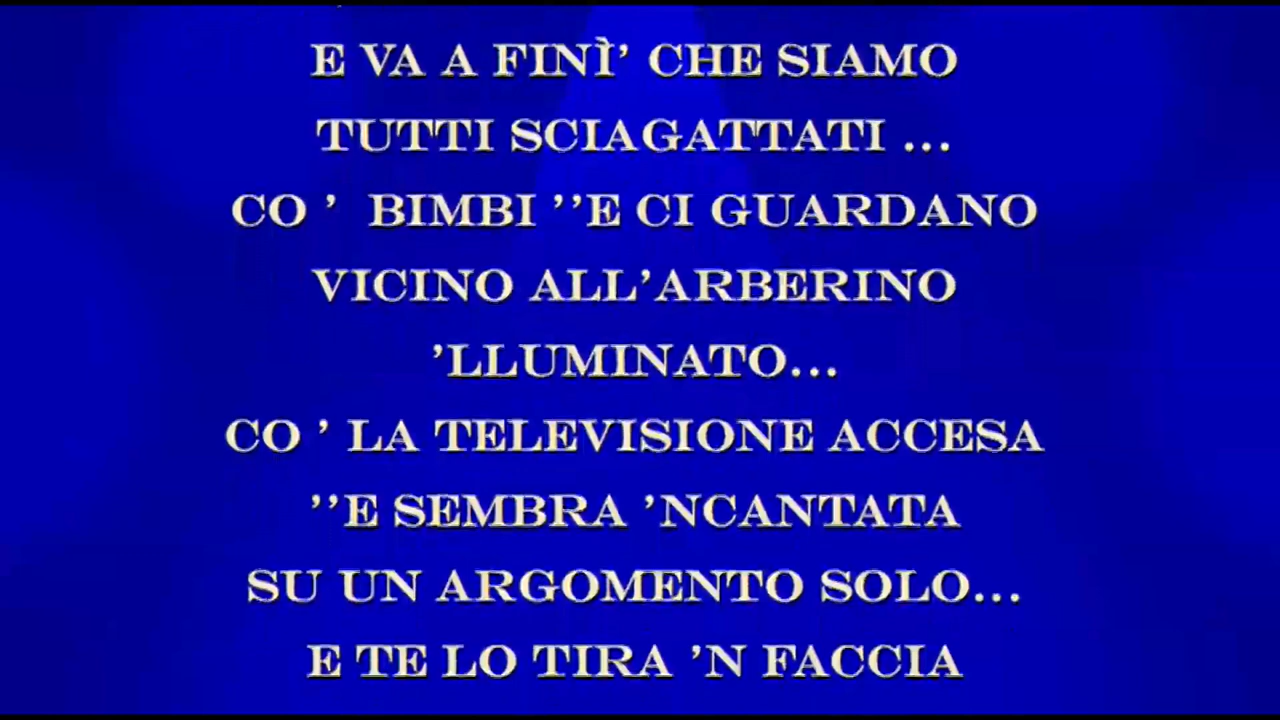 E VA A FINÌ’ CHE SIAMO
TUTTI SCIAGATTATI ...
CO ’ BIMBI ’’E CI GUARDANO
VICINO ALL’ARBERINO
’LLUMINATO...
CO ’ LA TELEVISIONE ACCESA
’’E SEMBRA ’NCANTATA
SU UN ARGOMENTO SOLO...
E TE LO TIRA ’N FACCIA